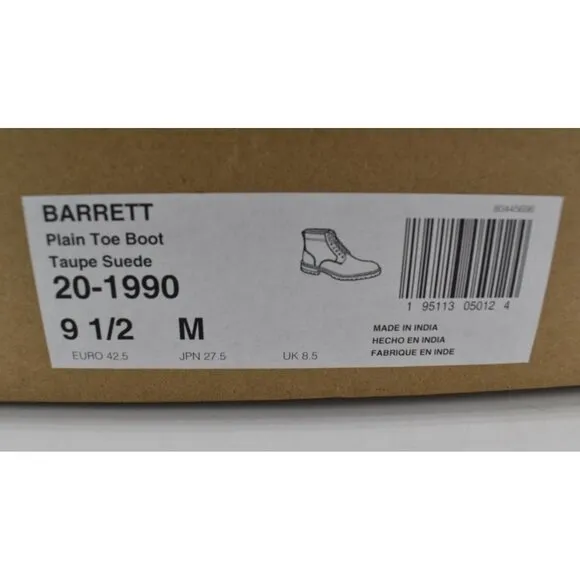 BARRETT
Plain Toe Boot
Taupe Suede
20-1990
9 1/2 M
EURO 42.5 JPN 27.5 UK 8.5
1 95113 05012 4
MADE IN INDIA
HECHO EN INDIA
FABRIQUE EN INDE